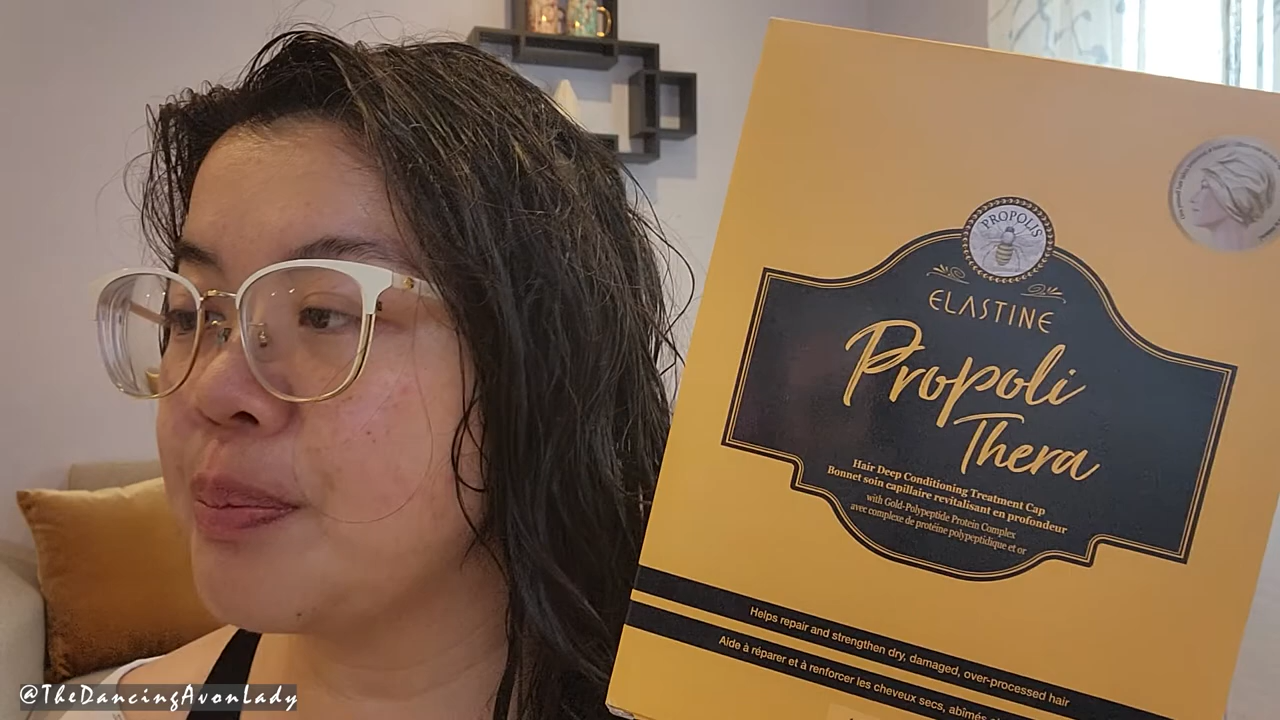 PROPOLIS
ELASTINE
Propoli
Thera
Hair Deep Conditioning Treatment Cap
Bonnet soin capillaire revitalisant en profondeur
with Gold-Polypeptide Protein Complex
avec complexe de protéine polypeptidique et or
Helps repair and strengthen dry, damaged, over-processed hair
Aide à réparer et à renforcer les cheveux secs, abîmés
@TheDancingAvonLady